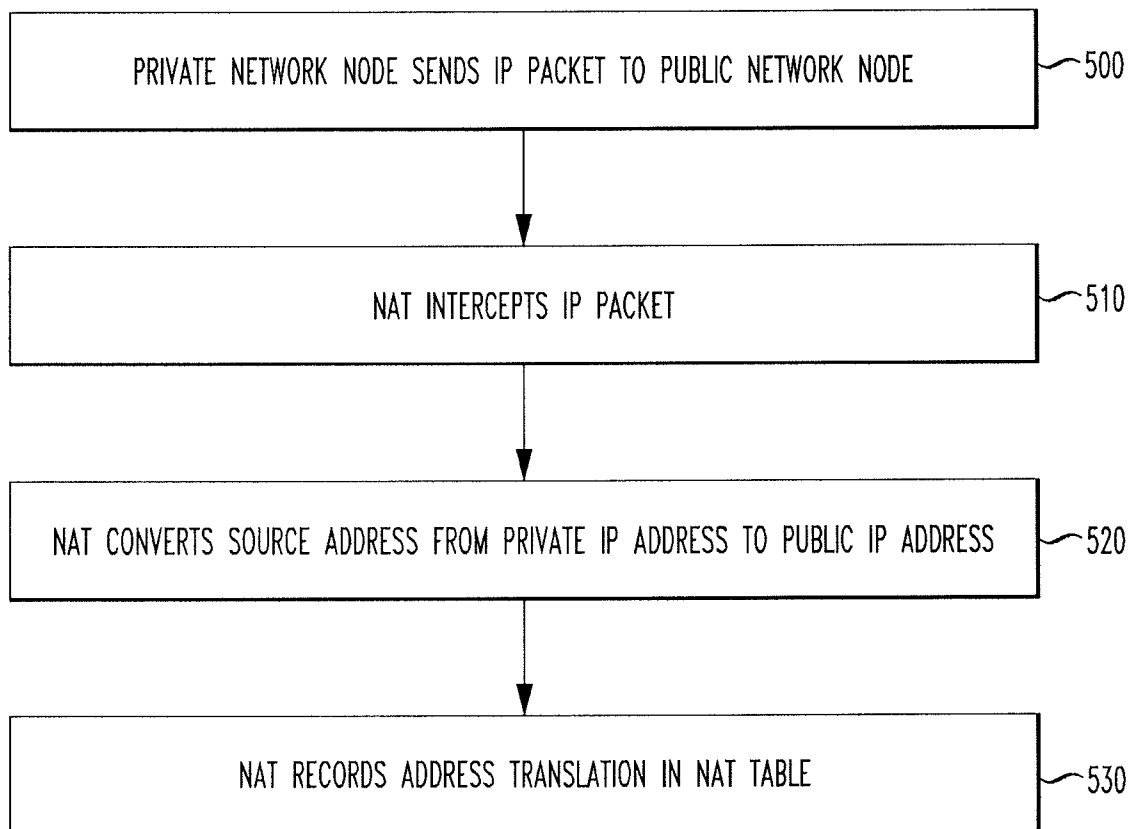 PRIVATE NETWORK NODE SENDS IP PACKET TO PUBLIC NETWORK NODE
500
NAT INTERCEPTS IP PACKET
510
NAT CONVERTS SOURCE ADDRESS FROM PRIVATE IP ADDRESS TO PUBLIC IP ADDRESS
520
NAT RECORDS ADDRESS TRANSLATION IN NAT TABLE
530